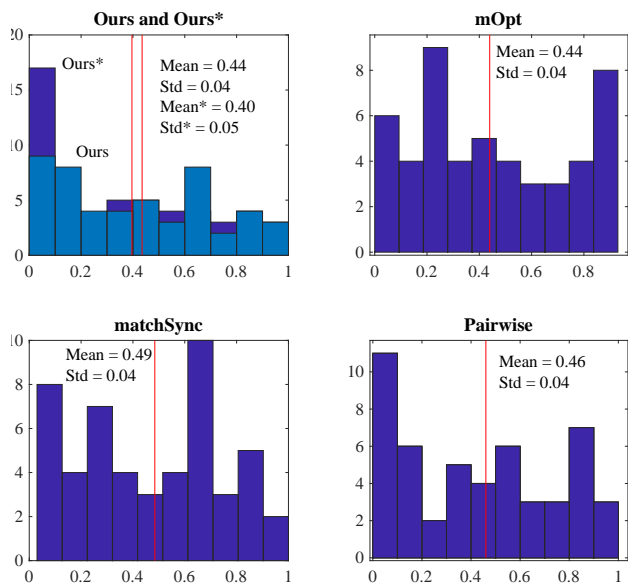 Ours and Ours*
20
15
10
5
0
Ours*
Ours
Mean = 0.44
Std = 0.04
Mean* = 0.40
Std* = 0.05
0 0.2 0.4 0.6 0.8 1
mOpt
8
6
4
2
0
Mean = 0.44
Std = 0.04
0 0.2 0.4 0.6 0.8
matchSync
10
8
6
4
2
0
Mean = 0.49
Std = 0.04
0 0.2 0.4 0.6 0.8 1
Pairwise
10
8
6
4
2
0
Mean = 0.46
Std = 0.04
0 0.2 0.4 0.6 0.8 1